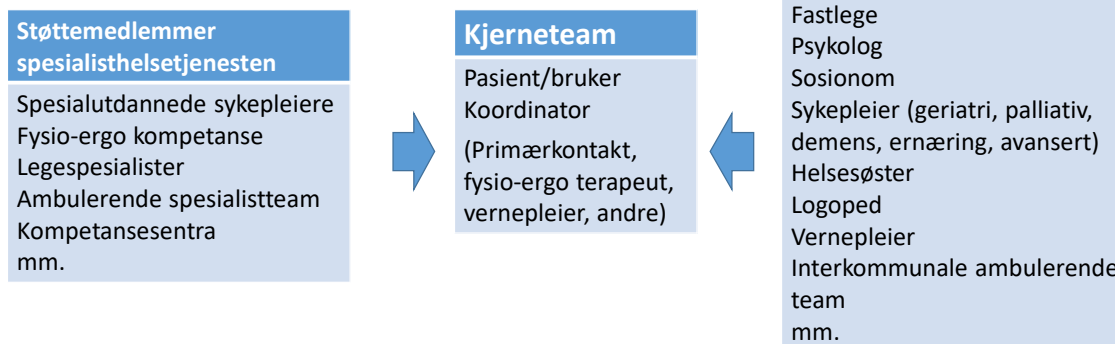 Støttemedlemmer
spesialisthelsetjenesten
Spesialutdannede sykepleiere
Fysio-ergo kompetanse
Legespesialister
Ambulerende spesialistteam
Kompetansesentra
mm.
Kjerneteam
Pasient/bruker
Koordinator
(Primærkontakt,
fysio-ergo terapeut,
vernepleier, andre)
Fastlege
Psykolog
Sosionom
Sykepleier (geriatri, palliativ,
demens, ernæring, avansert)
Helsesøster
Logoped
Vernepleier
Interkommunale ambulerende
team
mm.